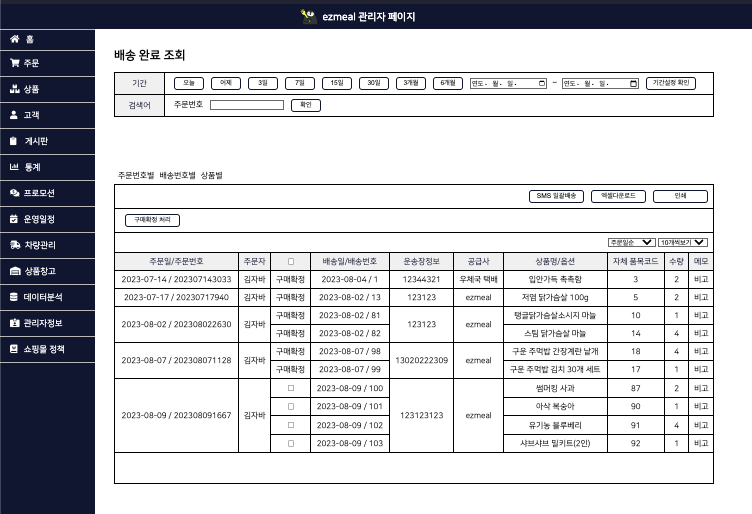 ezmeal 관리자 페이지
홈
주문
상품
고객
게시판
통계
프로모션
운영일정
차량관리
상품창고
데이터분석
관리자정보
쇼핑몰 정책
배송 완료 조회
기간 오늘 어제 3일 7일 15일 30일 3개월 6개월 연도. 월. 일. ~ 연도. 월. 일. 기간설정 확인
검색어 주문번호 확인
주문번호별 배송번호별 상품별
SMS 일괄배송 엑셀다운로드 인쇄
구매확정 처리
주문일순 10개씩보기
주문일/주문번호 주문자 배송일/배송번호 운송장정보 공급사 상품명/옵션 자체 품목코드 수량 메모
2023-07-14 / 202307143033 김자바 구매확정 2023-08-04 / 1 12344321 우체국 택배 입안가득 촉촉함 3 2 비고
2023-07-17 / 20230717940 김자바 구매확정 2023-08-02 / 13 123123 ezmeal 저염 닭가슴살 100g 5 2 비고
2023-08-02 / 202308022630 김자바 구매확정 2023-08-02 / 81 123123 ezmeal 탱글닭가슴살소시지 마늘 10 1 비고
구매확정 2023-08-02 / 82 스팀 닭가슴살 마늘 14 4 비고
2023-08-07 / 202308071128 김자바 구매확정 2023-08-07 / 98 13020222309 ezmeal 구운 주먹밥 간장계란 날개 18 4 비고
구매확정 2023-08-07 / 99 구운 주먹밥 김치 30개 세트 17 1 비고
2023-08-09 / 202308091667 김자바 2023-08-09 / 100 123123123 ezmeal 썸머킹 사과 87 2 비고
2023-08-09 / 101 아삭 복숭아 90 1 비고
2023-08-09 / 102 유기농 블루베리 91 4 비고
2023-08-09 / 103 샤브샤브 밀키트(2인) 92 1 비고